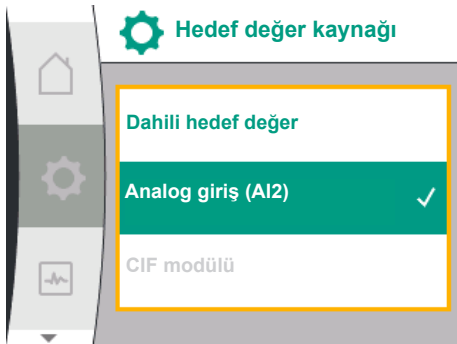 Hedef değer kaynağı
Dahili hedef değer
Analog giriş (AI2)
CIF modülü